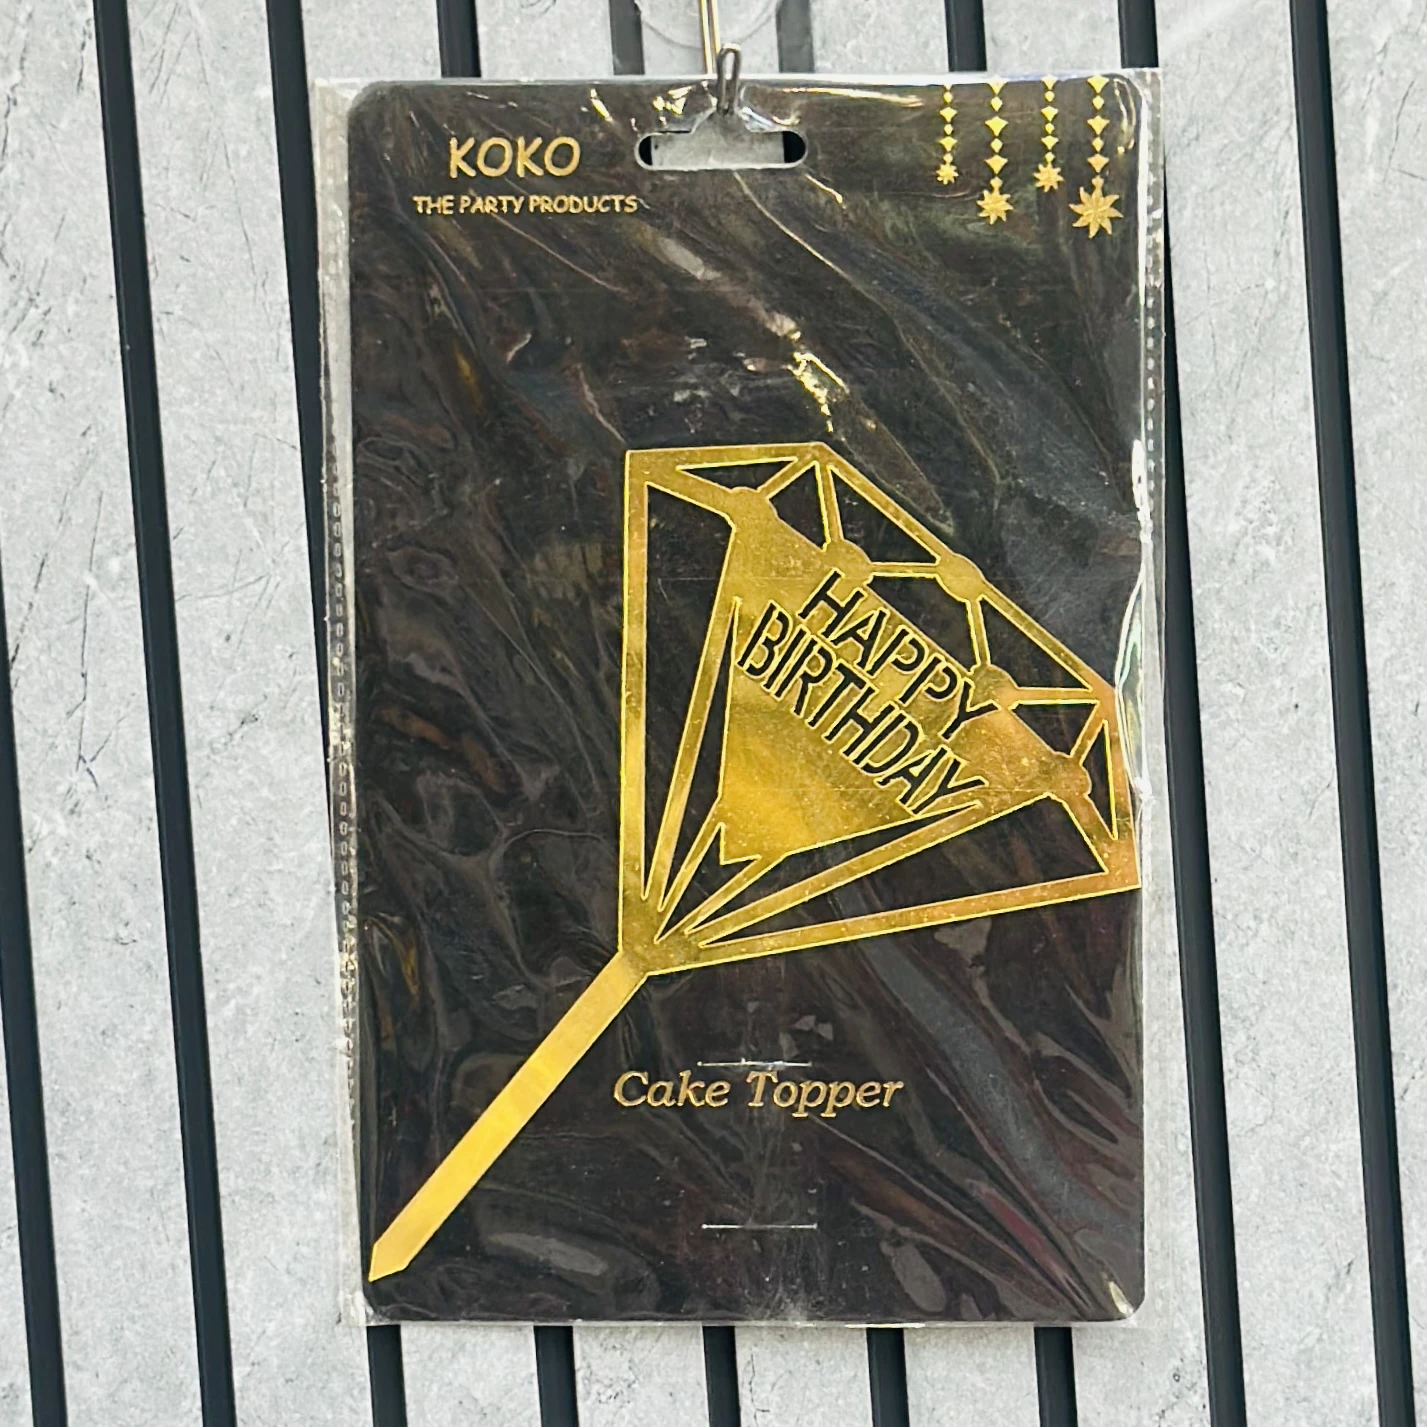 KOKO
THE PARTY PRODUCTS
HAPPY
BIRTHDAY
Cake Topper